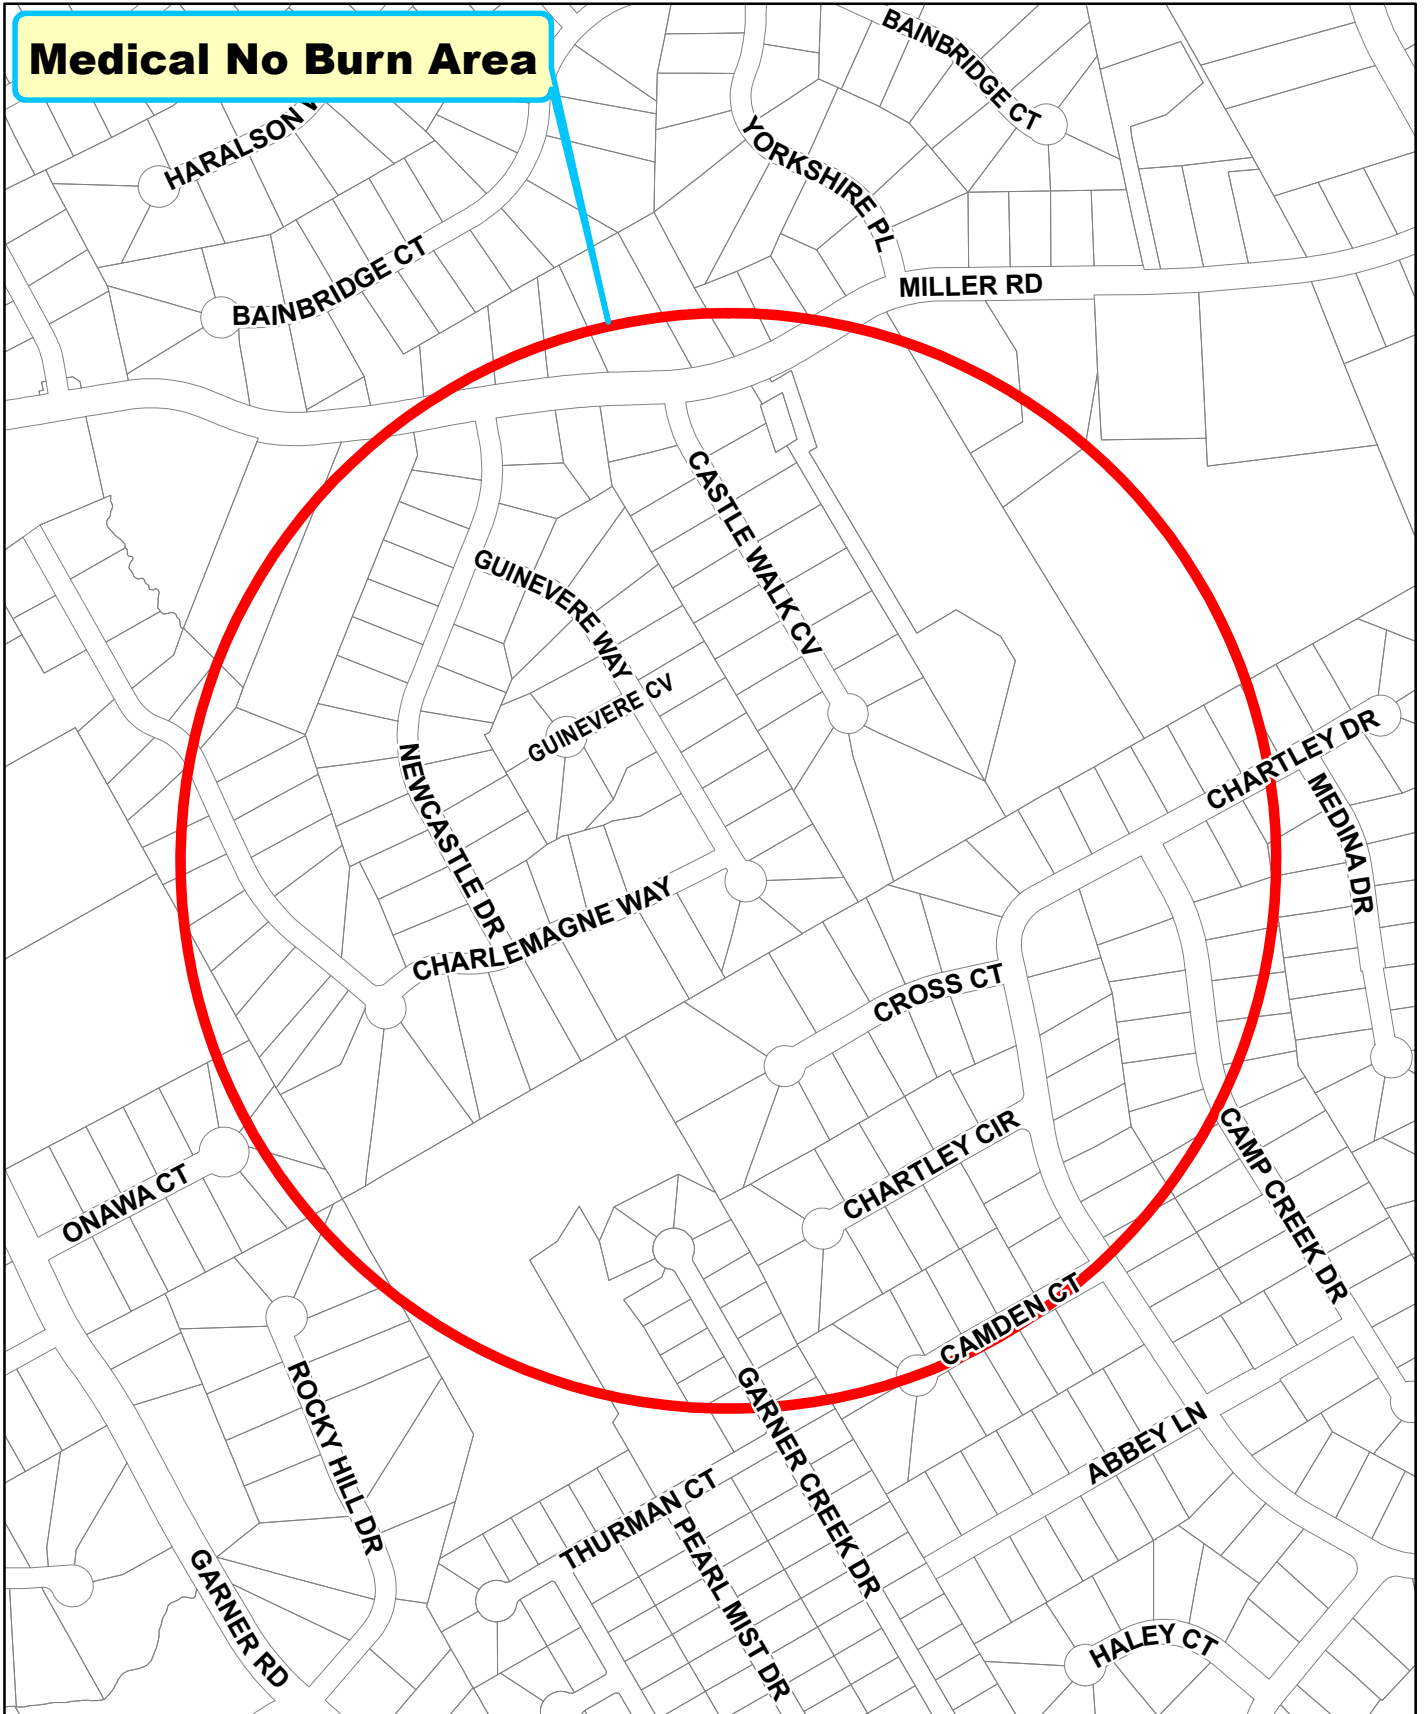 Medical No Burn Area
BAINBRIDGE CT
HARALSON
YORKSHIRE PL
BAINBRIDGE CT
MILLER RD
CASTLE WALK CV
GUINEVERE WAY
GUINEVERE CV
NEWCASTLE DR
CHARTLEY DR
MEDINA DR
CHARLEMAGNE WAY
CROSS CT
CHARTLEY CIR
CAMP CREEK DR
ONAWA CT
CAMDEN CT
ROCKY HILL DR
GARNER CREEK DR
ABBEY LN
THURMAN CT
PEARL MIST DR
GARNER RD
HALEY CT